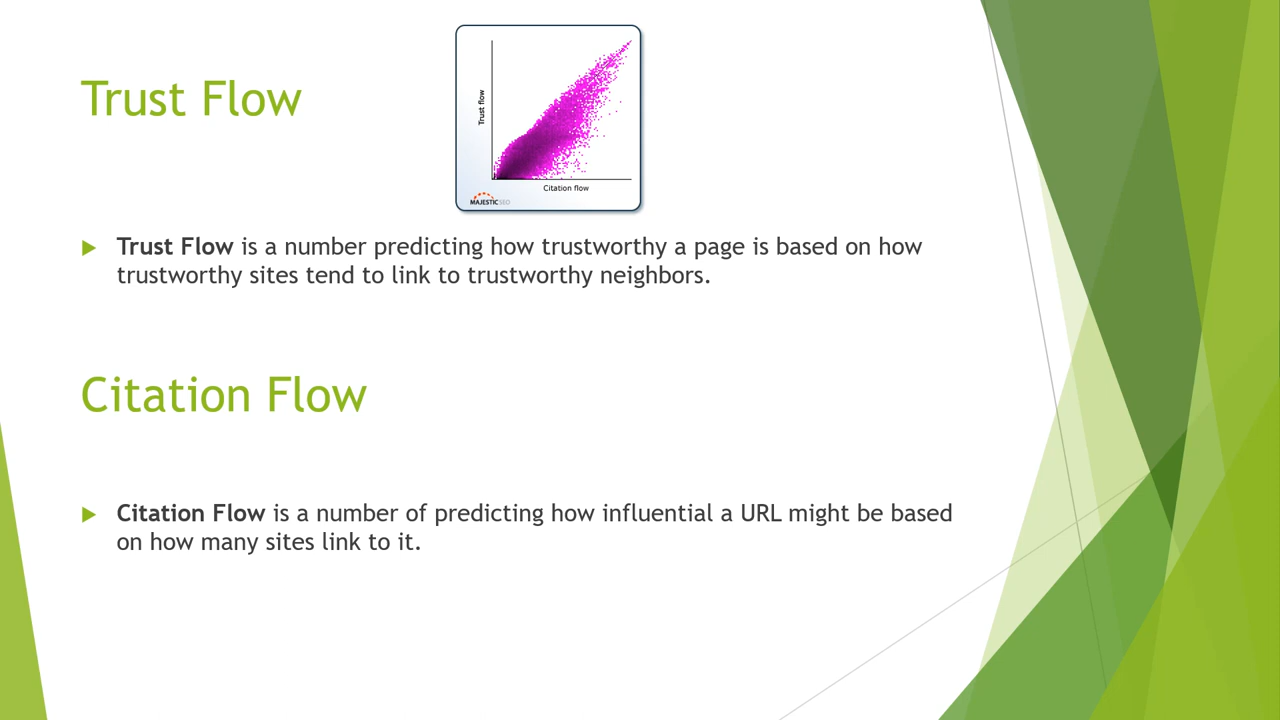 Trust Flow
Trust flow
Citation flow
MAJESTIC SEO
Trust Flow is a number predicting how trustworthy a page is based on how
trustworthy sites tend to link to trustworthy neighbors.
Citation Flow
Citation Flow is a number of predicting how influential a URL might be based
on how many sites link to it.